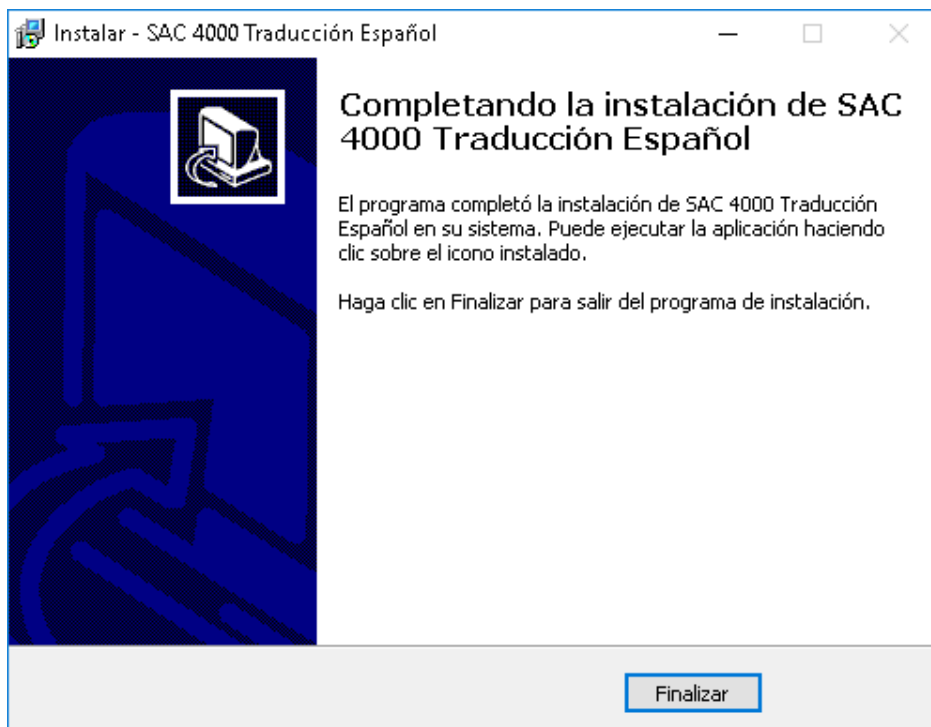 Instalar - SAC 4000 Traducción Español
Completando la instalación de SAC
4000 Traducción Español
El programa completó la instalación de SAC 4000 Traducción
Español en su sistema. Puede ejecutar la aplicación haciendo
clic sobre el icono instalado.
Haga clic en Finalizar para salir del programa de instalación.
Finalizar